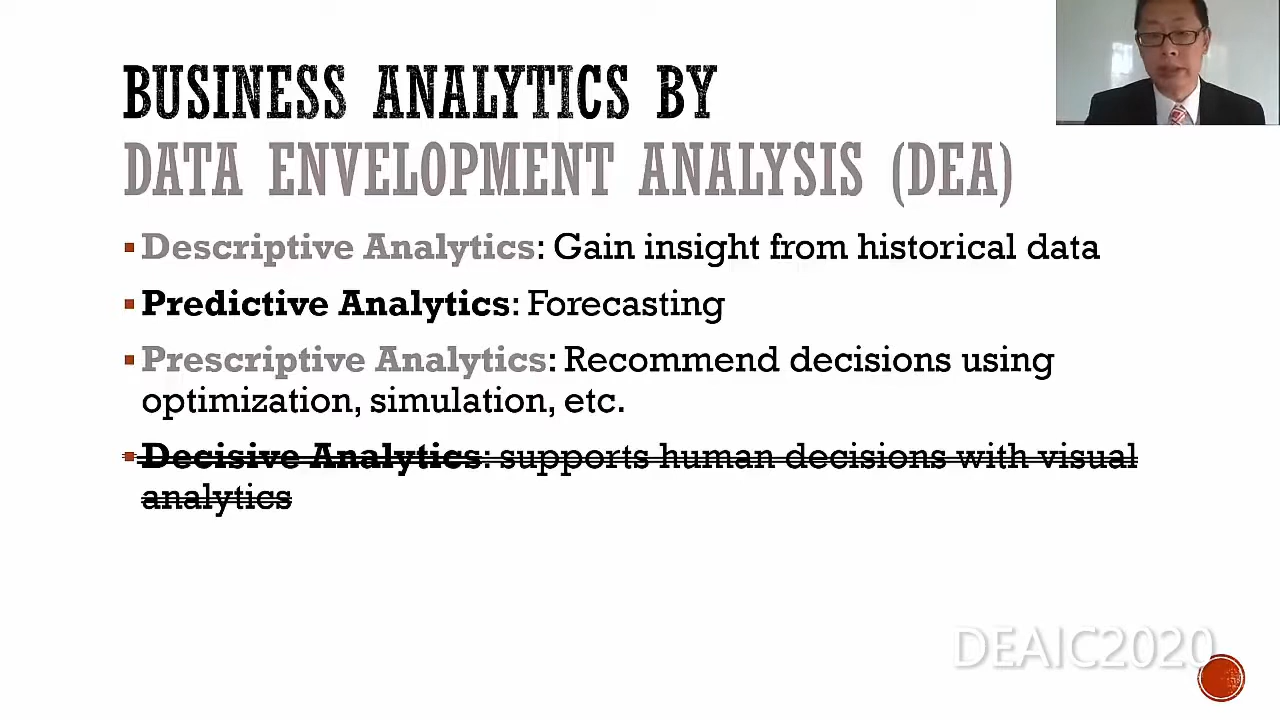 BUSINESS ANALYTICS BY
DATA ENVELOPMENT ANALYSIS (DEA)
▪Descriptive Analytics: Gain insight from historical data
▪Predictive Analytics: Forecasting
▪Prescriptive Analytics: Recommend decisions using
optimization, simulation, etc.
▪Decisive Analytics: supports human decisions with visual
analytics
DEAIC2020